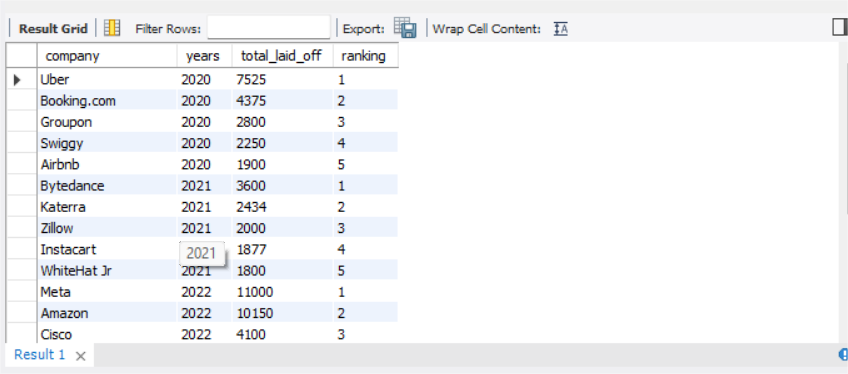 Result Grid Filter Rows: Export: Wrap Cell Content: IA
company years total_laid_off ranking
Uber 2020 7525 1
Booking.com 2020 4375 2
Groupon 2020 2800 3
Swiggy 2020 2250 4
Airbnb 2020 1900 5
Bytedance 2021 3600 1
Katerra 2021 2434 2
Zillow 2021 2000 3
Instacart 2021 1877 4
WhiteHat Jr 2021 1800 5
Meta 2022 11000 1
Amazon 2022 10150 2
Cisco 2022 4100 3
Result 1